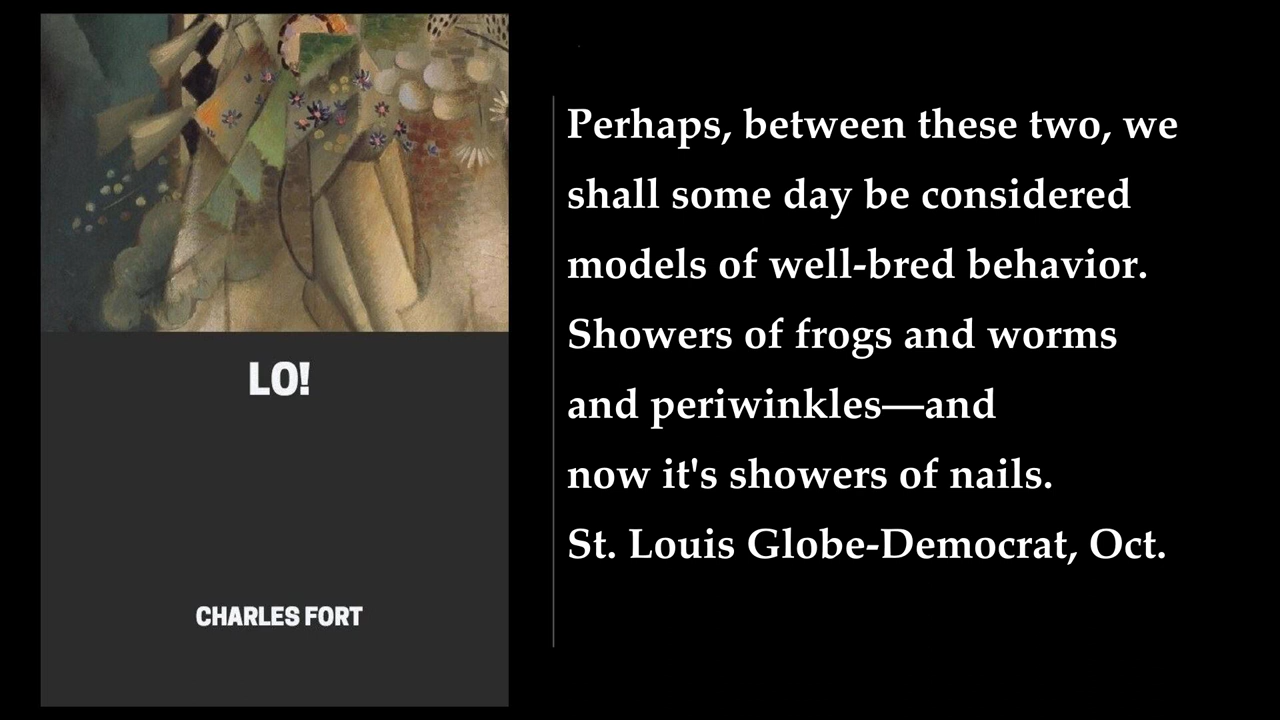 LO!
CHARLES FORT
Perhaps, between these two, we
shall some day be considered
models of well-bred behavior.
Showers of frogs and worms
and periwinkles—and
now it's showers of nails.
St. Louis Globe-Democrat, Oct.